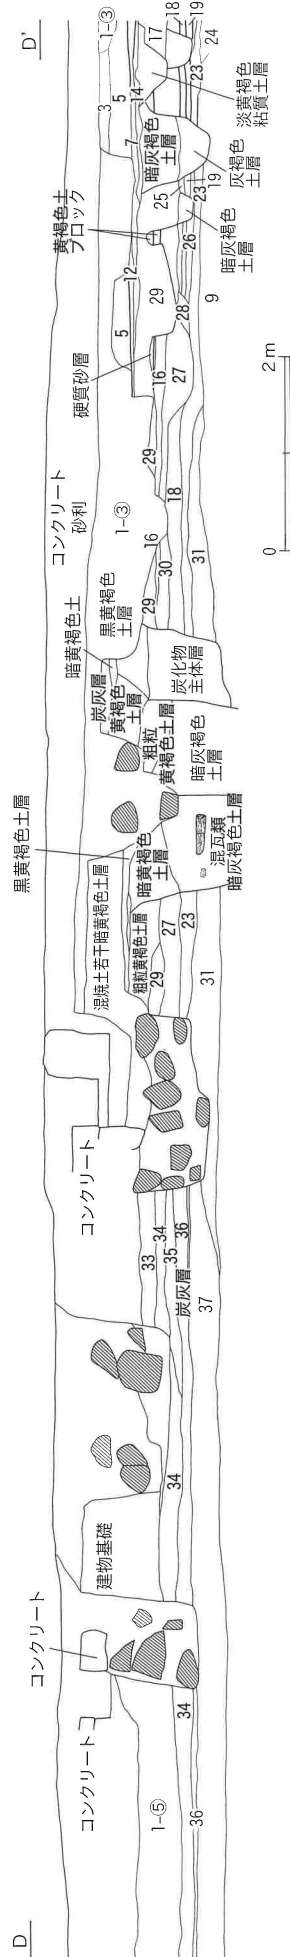 D'
1-③
3
5
14
17
18
19
24
23
淡黄褐色
粘質土層
7
暗灰褐色
土層
灰褐色
土層
25
19
23
26
暗灰褐色
土層
黄褐色土
ブロック
12
29
28
9
5
硬質砂層
16
27
29
18
コンクリート
砂利
1-③
16
30
31
29
2m
0
暗黄褐色土
黒黄褐色
土層
炭化物
主体層
炭灰層
黄褐色
土層
粗粒
黄褐色土層
暗灰褐色
土層
黒黄褐色土層
暗黄褐色
土層
混瓦類
暗灰褐色土層
混焼土若干暗黄褐色土層
粗粒黄褐色土層
29
27
23
31
コンクリート
33
34
35
36
炭灰層
37
34
建物基礎
コンクリート
コンクリート
34
1-⑤
36
D